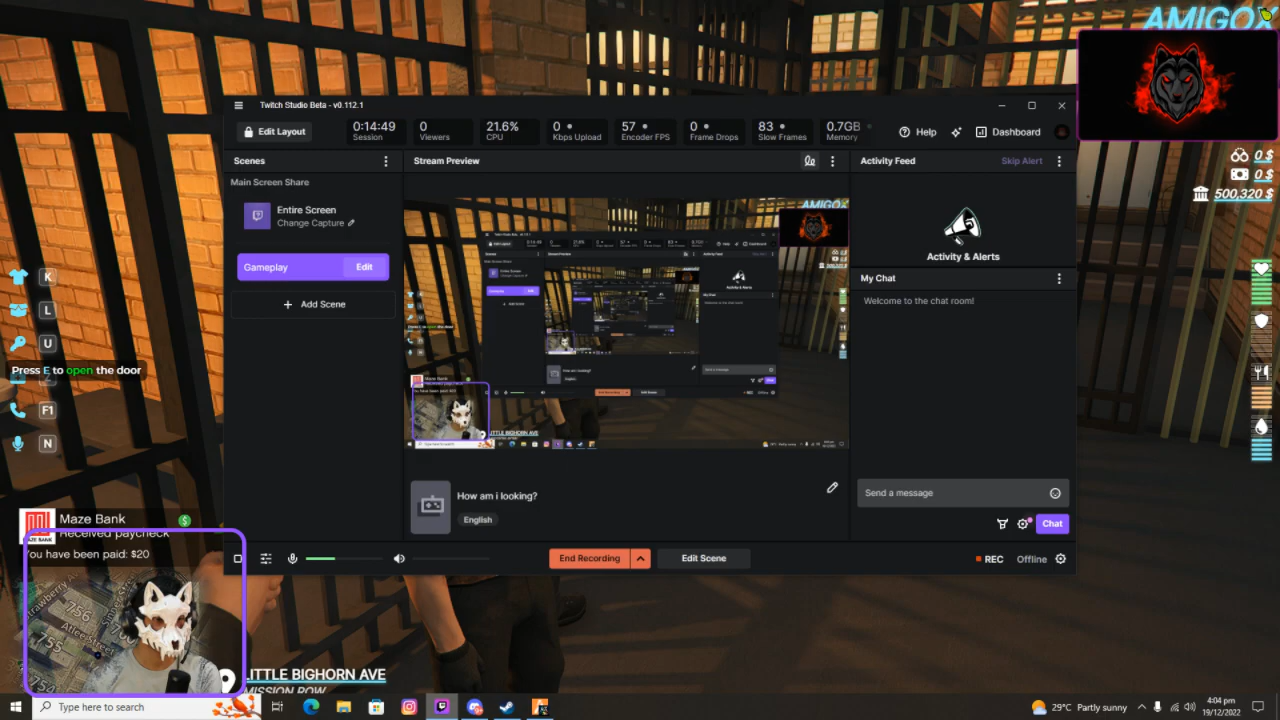 AMIGOX
Twitch Studio Beta - v0.112.1
Edit Layout
0:14:49
Session
0
Viewers
21.6%
CPU
0
Kbps Upload
57
Encoder FPS
0
Frame Drops
83
Slow Frames
0.7GB
Memory
Help
Dashboard
Scenes
Stream Preview
Activity Feed
Skip Alert
0 $
0 $
500,320 $
Main Screen Share
Entire Screen
Change Capture
Gameplay
Edit
Add Scene
Activity & Alerts
My Chat
Welcome to the chat room!
K
L
U
Press E to open the door
F1
N
How am i looking?
English
Send a message
Chat
Maze Bank
Received paycheck
You have been paid: $20
End Recording
Edit Scene
REC
Offline
756
Atlee Street
755
754
LITTLE BIGHORN AVE
MISSION ROW
Type here to search
29°C Partly sunny
4:04 pm
19/12/2022